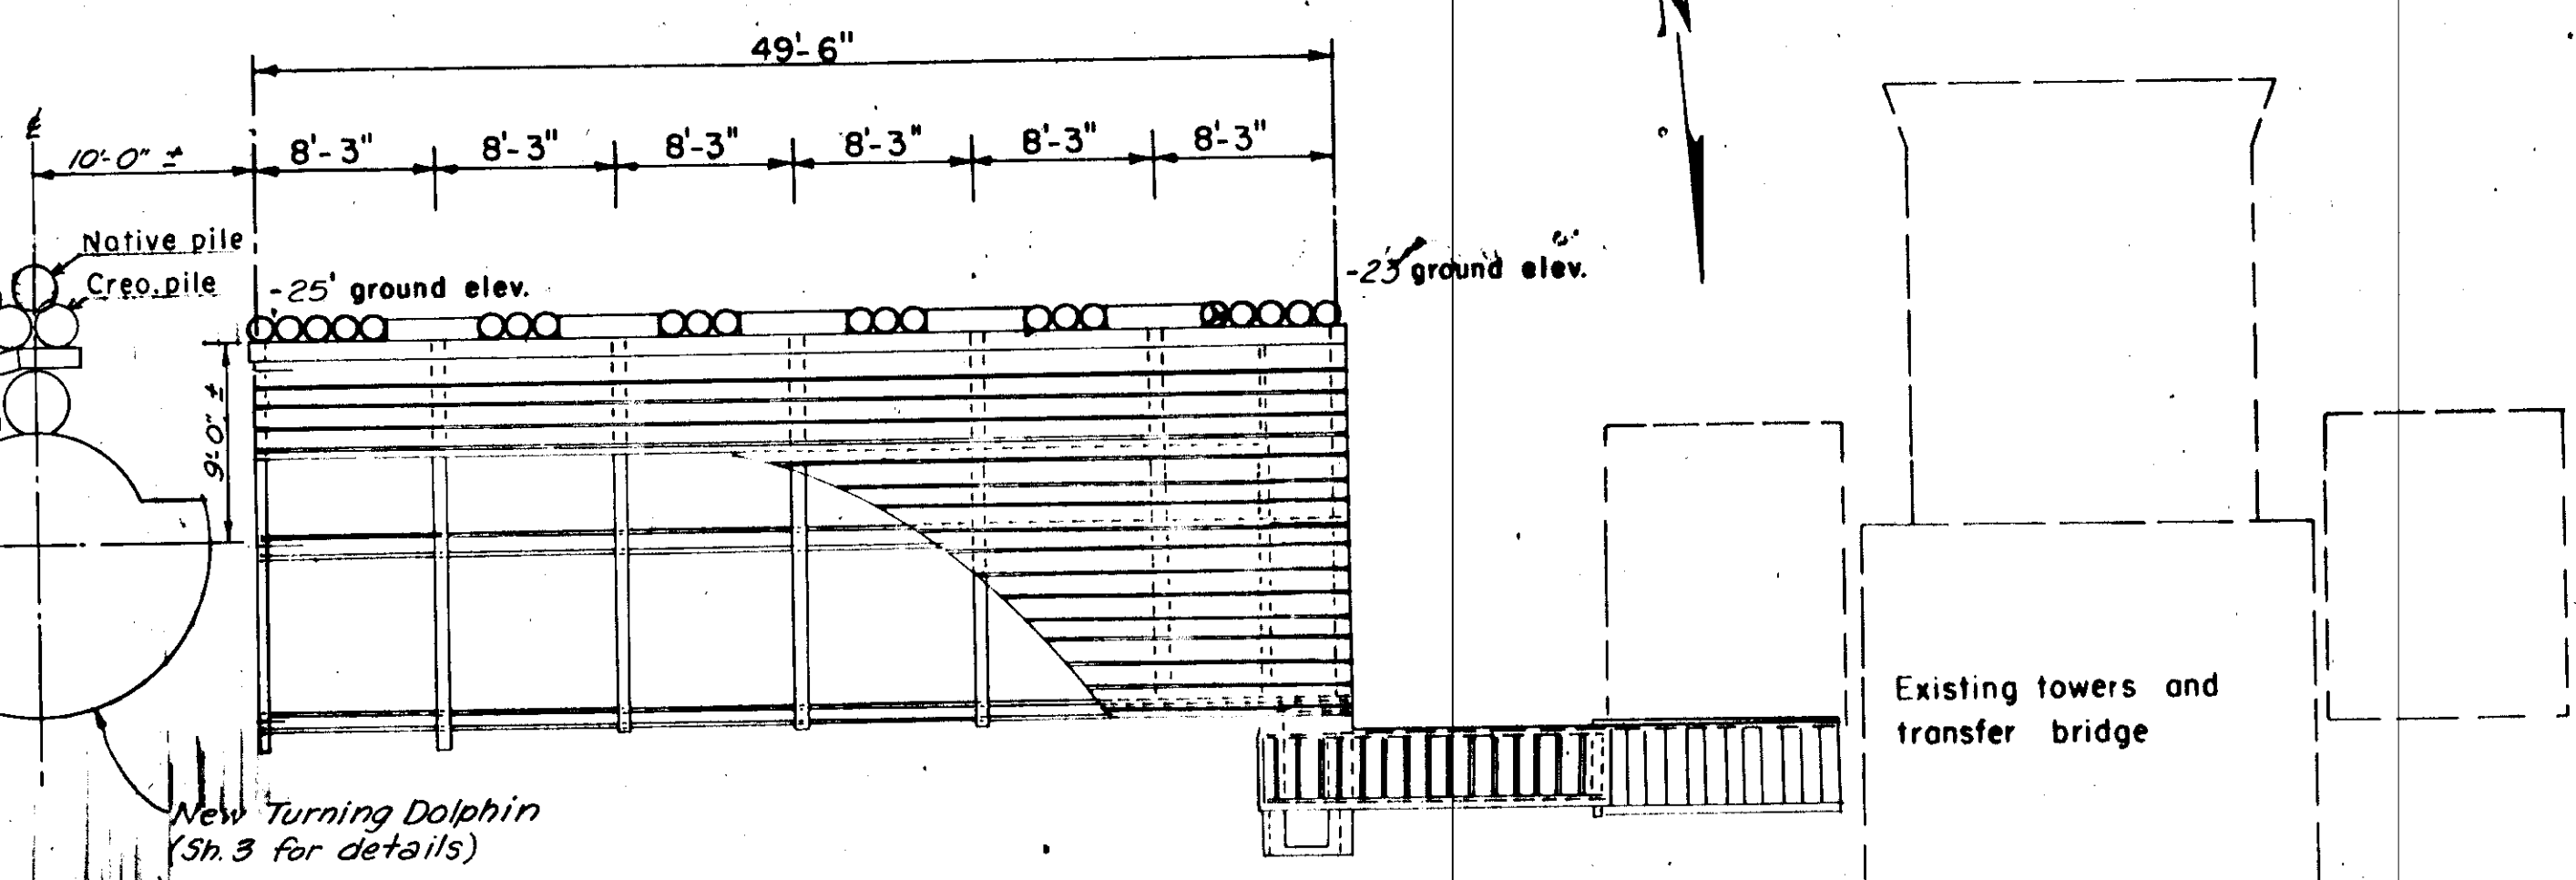 49'-6"
10'-0" ±
8'-3"
8'-3"
8'-3"
8'-3"
8'-3"
8'-3"
Native pile
Creo. pile
-25' ground elev.
-23' ground elev.
9'-0" ±
Existing towers and
transfer bridge
New Turning Dolphin
(Sh. 3 for details)